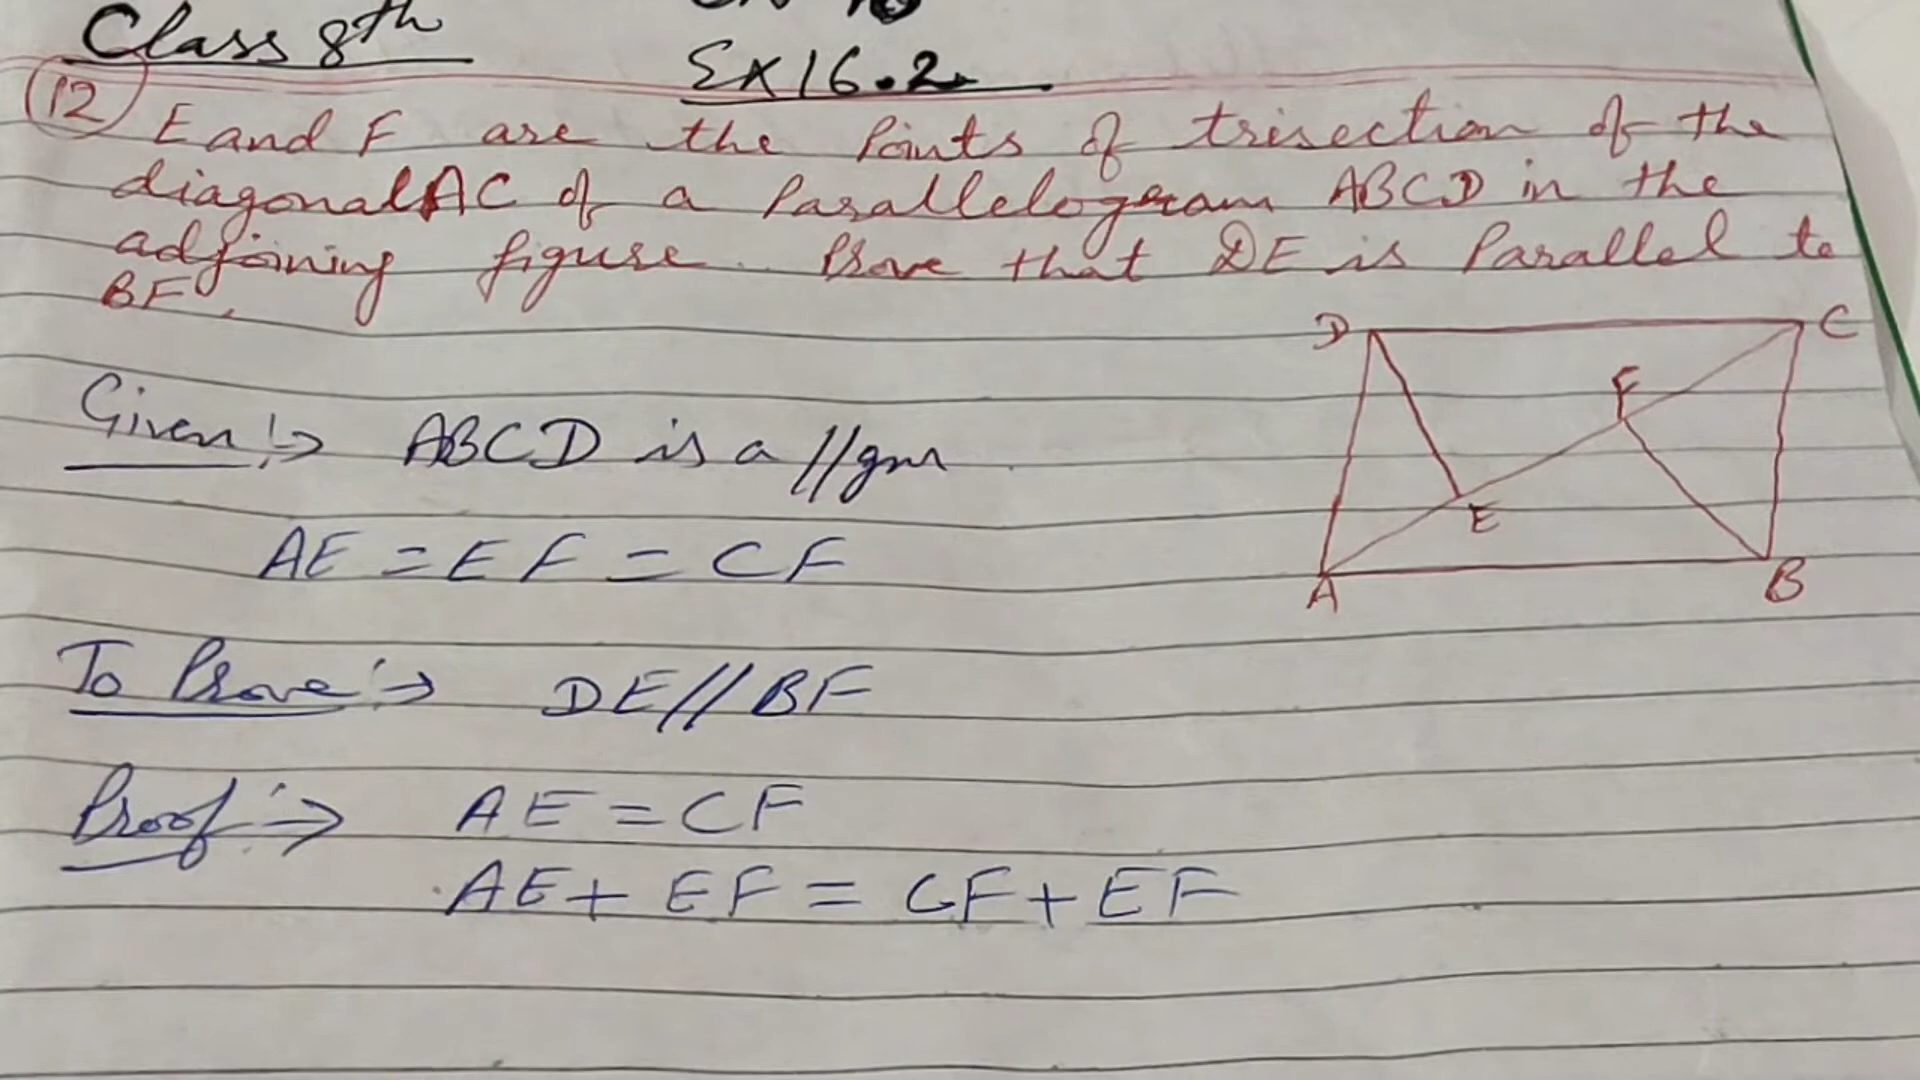 Class 8th
Ex 16.2
12 E and F are the Points of trisection of the
diagonal AC of a Parallelogram ABCD in the
adjoining figure. Prove that DE is Parallel to
BF.
D C
F
E
A B
Given:→ ABCD is a //gm
AE = EF = CF
To Prove:→ DE//BF
Proof:→ AE = CF
AE + EF = CF + EF